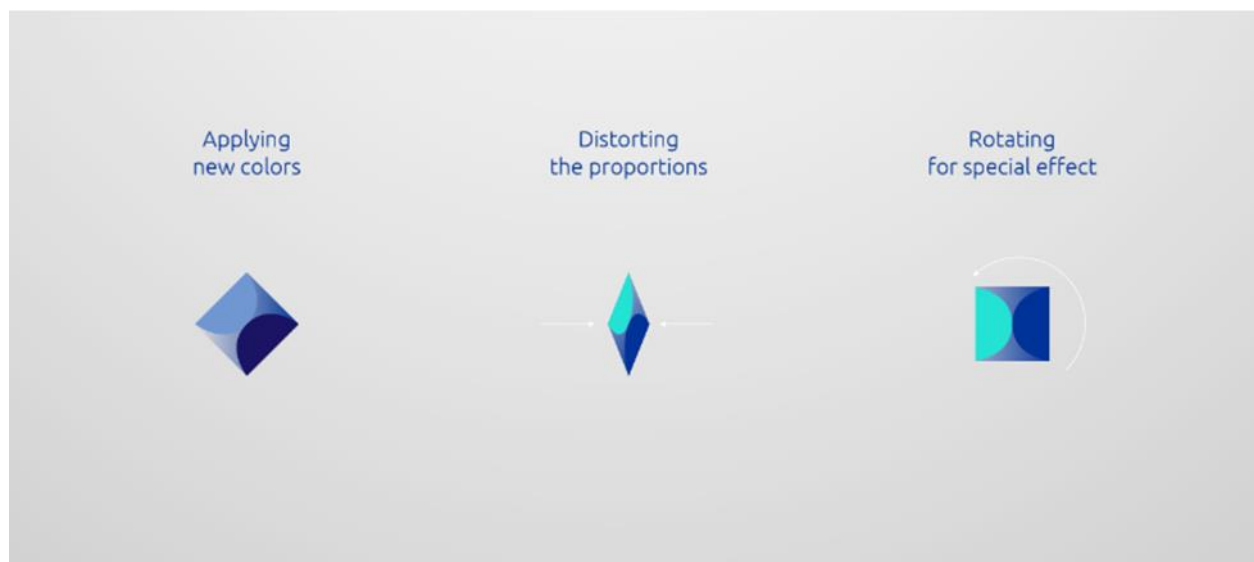 Applying
new colors
Distorting
the proportions
Rotating
for special effect